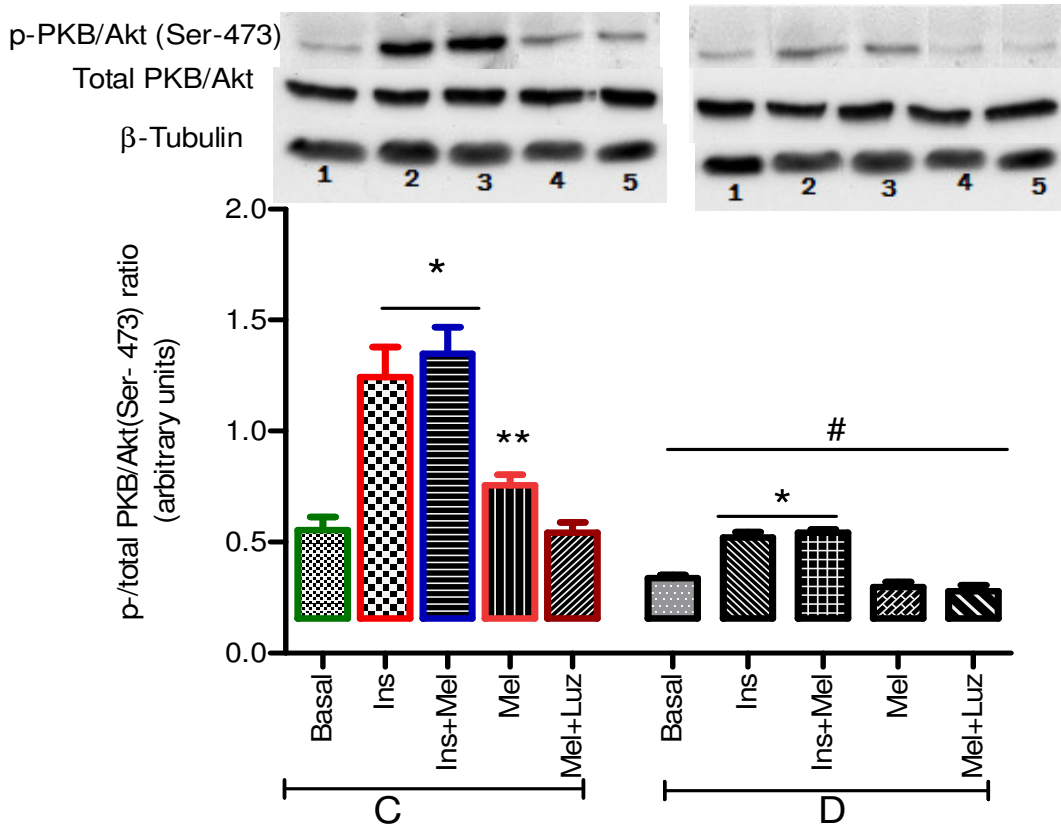 p-PKB/Akt (Ser-473)
Total PKB/Akt
β-Tubulin
1 2 3 4 5
1 2 3 4 5
p-/total PKB/Akt(Ser- 473) ratio
(arbitrary units)
2.0
1.5
1.0
0.5
0.0
*
**
#
*
Basal
Ins
Ins+Mel
Mel
Mel+Luz
Basal
Ins
Ins+Mel
Mel
Mel+Luz
C
D